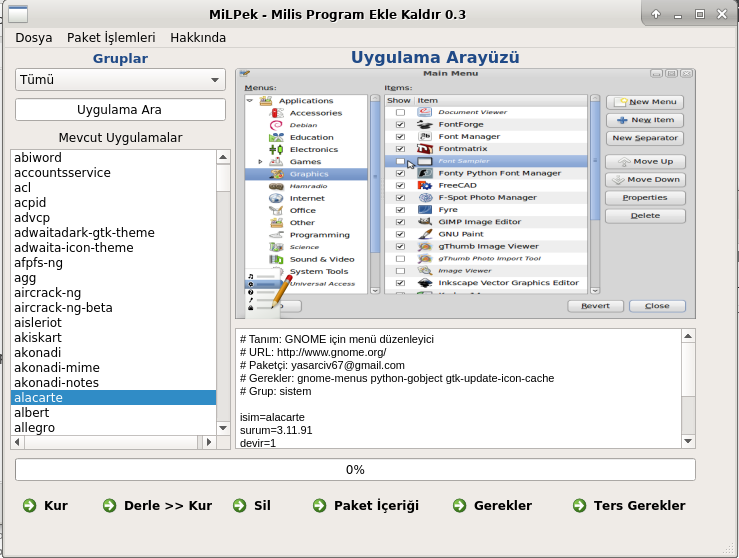 MiLPek - Milis Program Ekle Kaldır 0.3
Dosya Paket İşlemleri Hakkında
Gruplar
Tümü
Uygulama Ara
Mevcut Uygulamalar
abiword
accountsservice
acl
acpid
advcp
adwaitadark-gtk-theme
adwaita-icon-theme
afpfs-ng
agg
aircrack-ng
aircrack-ng-beta
aisleriot
akiskart
akonadi
akonadi-mime
akonadi-notes
alacarte
albert
allegro
Uygulama Arayüzü
Main Menu
Menus:
Applications
Accessories
Debian
Education
Electronics
Games
Graphics
Hamradio
Internet
Office
Other
Programming
Science
Sound & Video
System Tools
Universal Access
Items:
Show Item
Document Viewer
FontForge
Font Manager
Fontmatrix
Font Sampler
Fonty Python Font Manager
FreeCAD
F-Spot Photo Manager
Fyre
GIMP Image Editor
GNU Paint
gThumb Image Viewer
gThumb Photo Import Tool
Image Viewer
Inkscape Vector Graphics Editor
New Menu
New Item
New Separator
Move Up
Move Down
Properties
Delete
Revert Close
# Tanım: GNOME için menü düzenleyici
# URL: http://www.gnome.org/
# Paketçi: yasarciv67@gmail.com
# Gerekler: gnome-menus python-gobject gtk-update-icon-cache
# Grup: sistem
isim=alacarte
surum=3.11.91
devir=1
0%
Kur Derle >> Kur Sil Paket İçeriği Gerekler Ters Gerekler